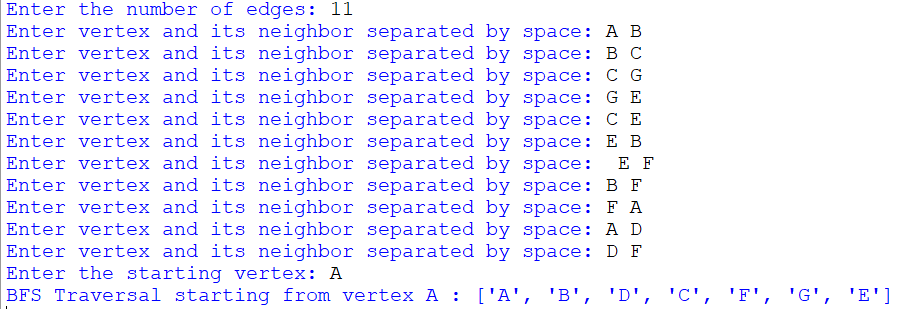 Enter the number of edges: 11
Enter vertex and its neighbor separated by space: A B
Enter vertex and its neighbor separated by space: B C
Enter vertex and its neighbor separated by space: C G
Enter vertex and its neighbor separated by space: G E
Enter vertex and its neighbor separated by space: C E
Enter vertex and its neighbor separated by space: E B
Enter vertex and its neighbor separated by space:  E F
Enter vertex and its neighbor separated by space: B F
Enter vertex and its neighbor separated by space: F A
Enter vertex and its neighbor separated by space: A D
Enter vertex and its neighbor separated by space: D F
Enter the starting vertex: A
BFS Traversal starting from vertex A : ['A', 'B', 'D', 'C', 'F', 'G', 'E']